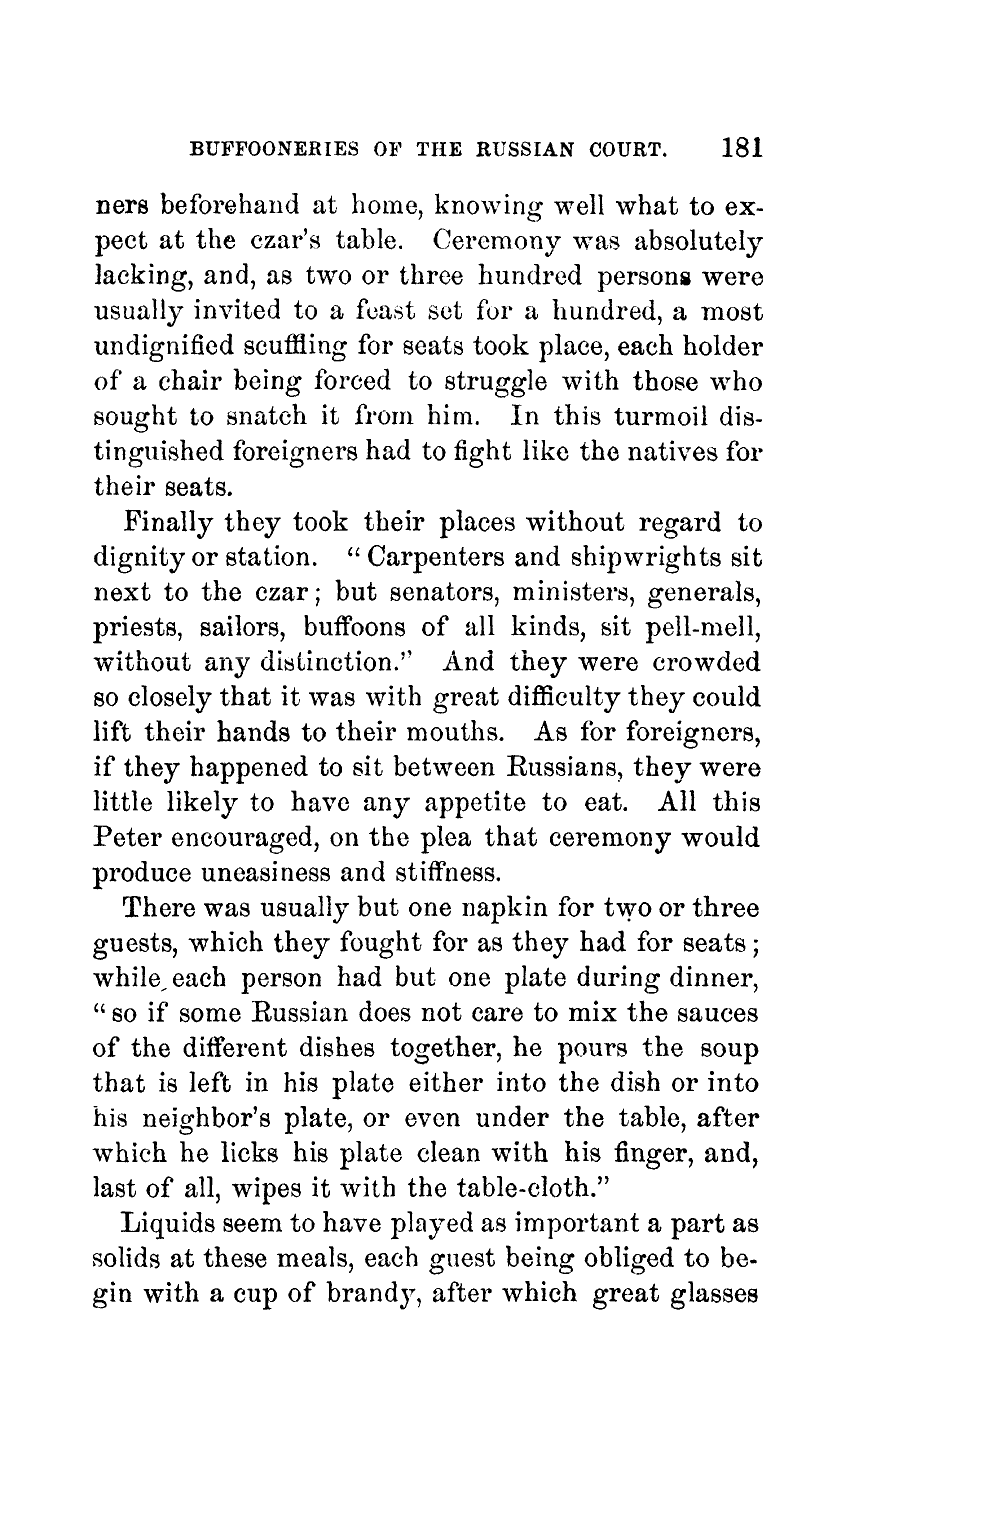 BUFFOONERIES OF THE RUSSIAN COURT. 181
ners beforehand at home, knowing well what to ex-
pect at the czar's table. Ceremony was absolutely
lacking, and, as two or three hundred persons were
usually invited to a feast set for a hundred, a most
undignified scuffling for seats took place, each holder
of a chair being forced to struggle with those who
sought to snatch it from him. In this turmoil dis-
tinguished foreigners had to fight like the natives for
their seats.
Finally they took their places without regard to
dignity or station. “Carpenters and shipwrights sit
next to the czar; but senators, ministers, generals,
priests, sailors, buffoons of all kinds, sit pell-mell,
without any distinction.” And they were crowded
so closely that it was with great difficulty they could
lift their hands to their mouths. As for foreigners,
if they happened to sit between Russians, they were
little likely to have any appetite to eat. All this
Peter encouraged, on the plea that ceremony would
produce uneasiness and stiffness.
There was usually but one napkin for two or three
guests, which they fought for as they had for seats;
while each person had but one plate during dinner,
“so if some Russian does not care to mix the sauces
of the different dishes together, he pours the soup
that is left in his plate either into the dish or into
his neighbor's plate, or even under the table, after
which he licks his plate clean with his finger, and,
last of all, wipes it with the table-cloth.”
Liquids seem to have played as important a part as
solids at these meals, each guest being obliged to be-
gin with a cup of brandy, after which great glasses